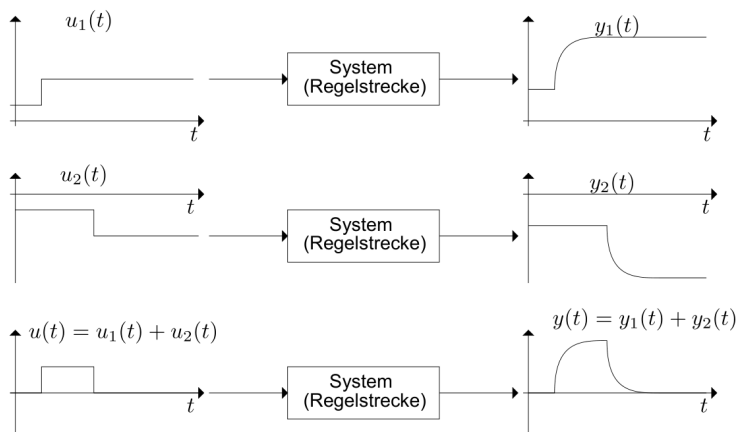 u₁(t)
y₁(t)
System
(Regelstrecke)
t
t
u₂(t)
y₂(t)
t
t
System
(Regelstrecke)
u(t) = u₁(t) + u₂(t)
y(t) = y₁(t) + y₂(t)
System
(Regelstrecke)
t
t